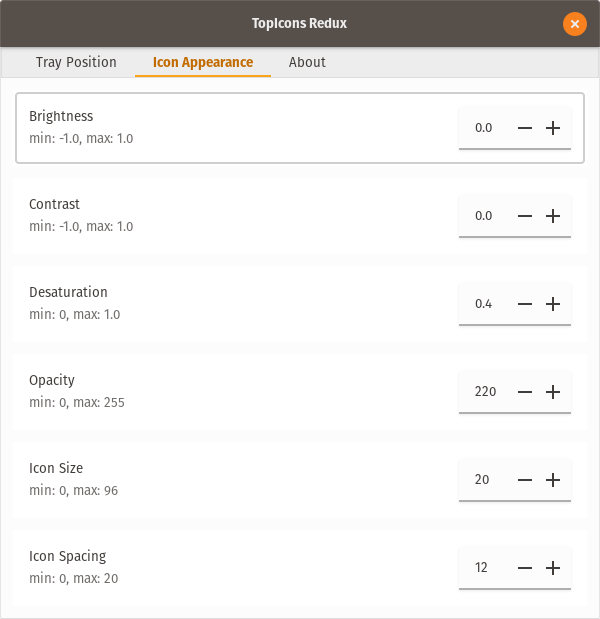 TopIcons Redux
Tray Position Icon Appearance About
Brightness
min: -1.0, max: 1.0
0.0
Contrast
min: -1.0, max: 1.0
0.0
Desaturation
min: 0, max: 1.0
0.4
Opacity
min: 0, max: 255
220
Icon Size
min: 0, max: 96
20
Icon Spacing
min: 0, max: 20
12